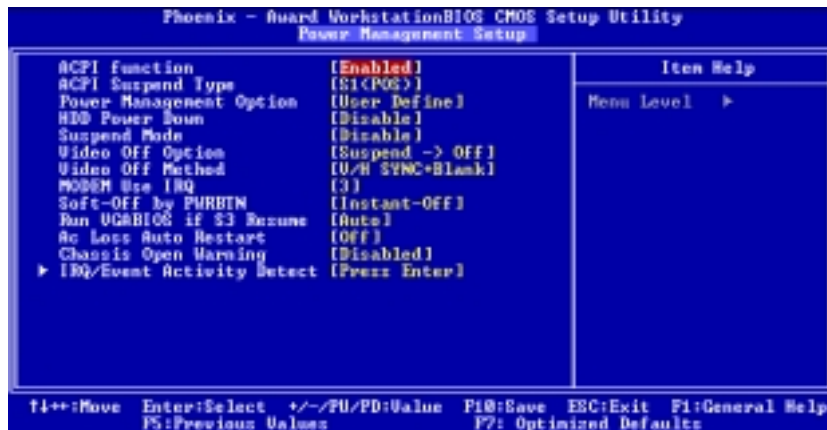 Phoenix - Award WorkstationBIOS CMOS Setup Utility
Power Management Setup
ACPI function [Enabled]
ACPI Suspend Type [S1(POS)]
Power Management Option [User Define]
HDD Power Down [Disable]
Suspend Mode [Disable]
Video Off Option [Suspend -> Off]
Video Off Method [V/H SYNC+Blank]
MODEM Use IRQ [3]
Soft-Off by PWRBTN [Instant-Off]
Run VGABIOS if S3 Resume [Auto]
Ac Loss Auto Restart [Off]
Chassis Open Warning [Disabled]
▶ IRQ/Event Activity Detect [Press Enter]
Item Help
Menu Level ▶
↑↓←→:Move Enter:Select +/-/PU/PD:Value F10:Save ESC:Exit F1:General Help
F5:Previous Values F7: Optimized Defaults